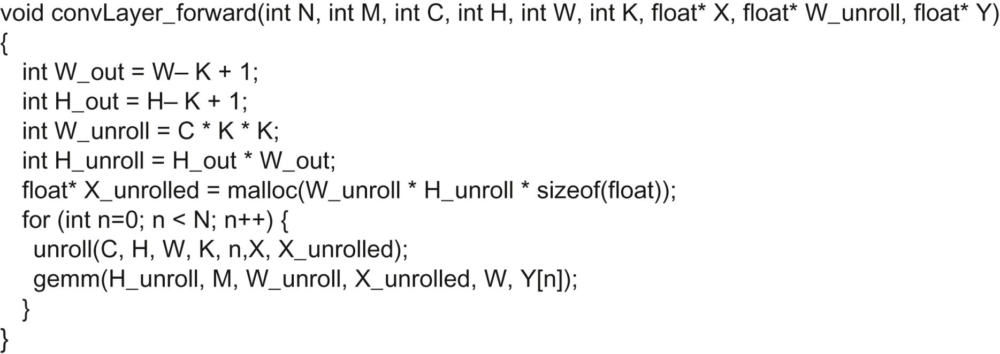 void convLayer_forward(int N, int M, int C, int H, int W, int K, float* X, float* W_unroll, float* Y)
{
int W_out = W– K + 1;
int H_out = H– K + 1;
int W_unroll = C * K * K;
int H_unroll = H_out * W_out;
float* X_unrolled = malloc(W_unroll * H_unroll * sizeof(float));
for (int n=0; n < N; n++) {
unroll(C, H, W, K, n,X, X_unrolled);
gemm(H_unroll, M, W_unroll, X_unrolled, W, Y[n]);
}
}